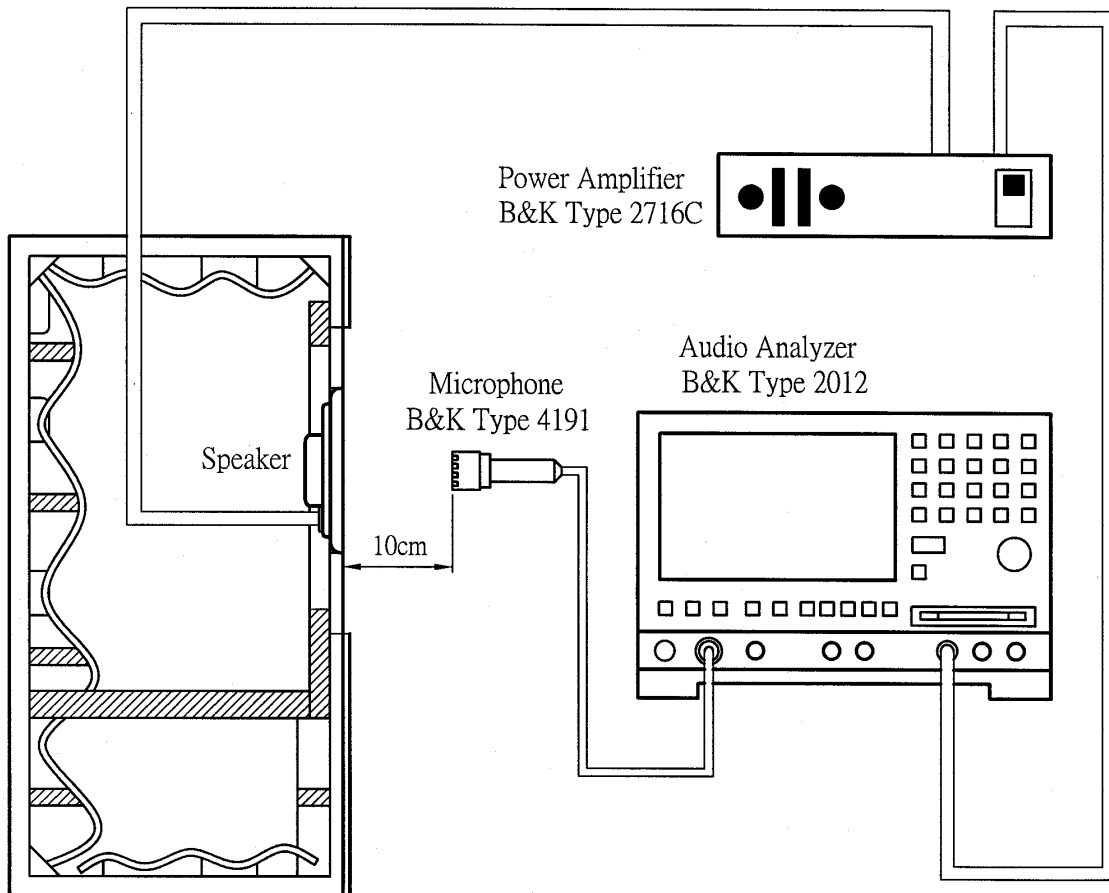 Power Amplifier
B&K Type 2716C
Audio Analyzer
B&K Type 2012
Microphone
B&K Type 4191
Speaker
10cm